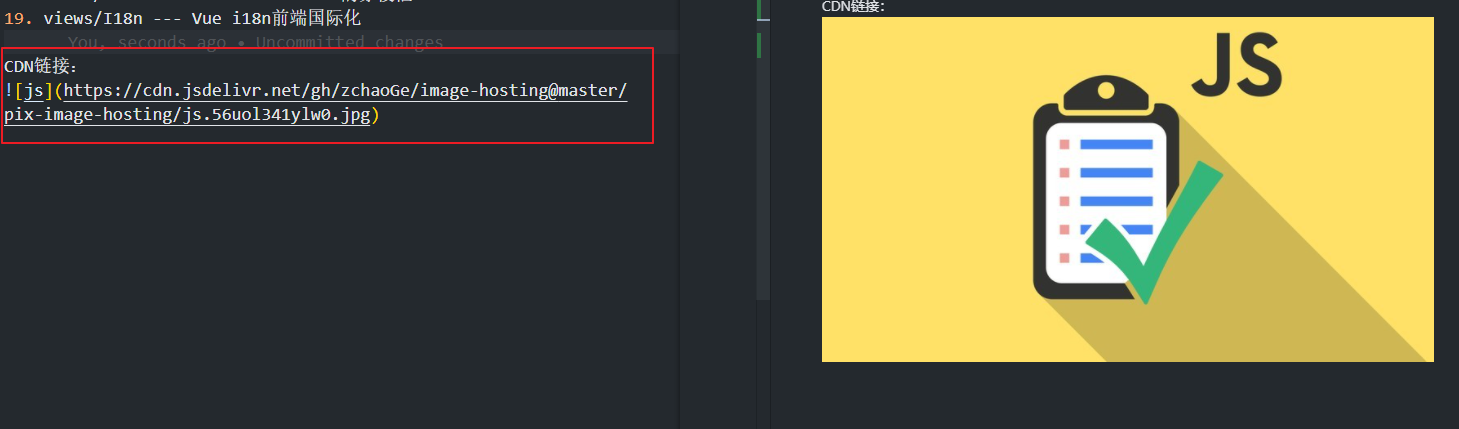 19. views/I18n --- Vue i18n前端国际化
You, seconds ago • Uncommitted changes
CDN链接:
![js](https://cdn.jsdelivr.net/gh/zchaoGe/image-hosting@master/
pix-image-hosting/js.56uol341ylw0.jpg)
CDN链接:
JS